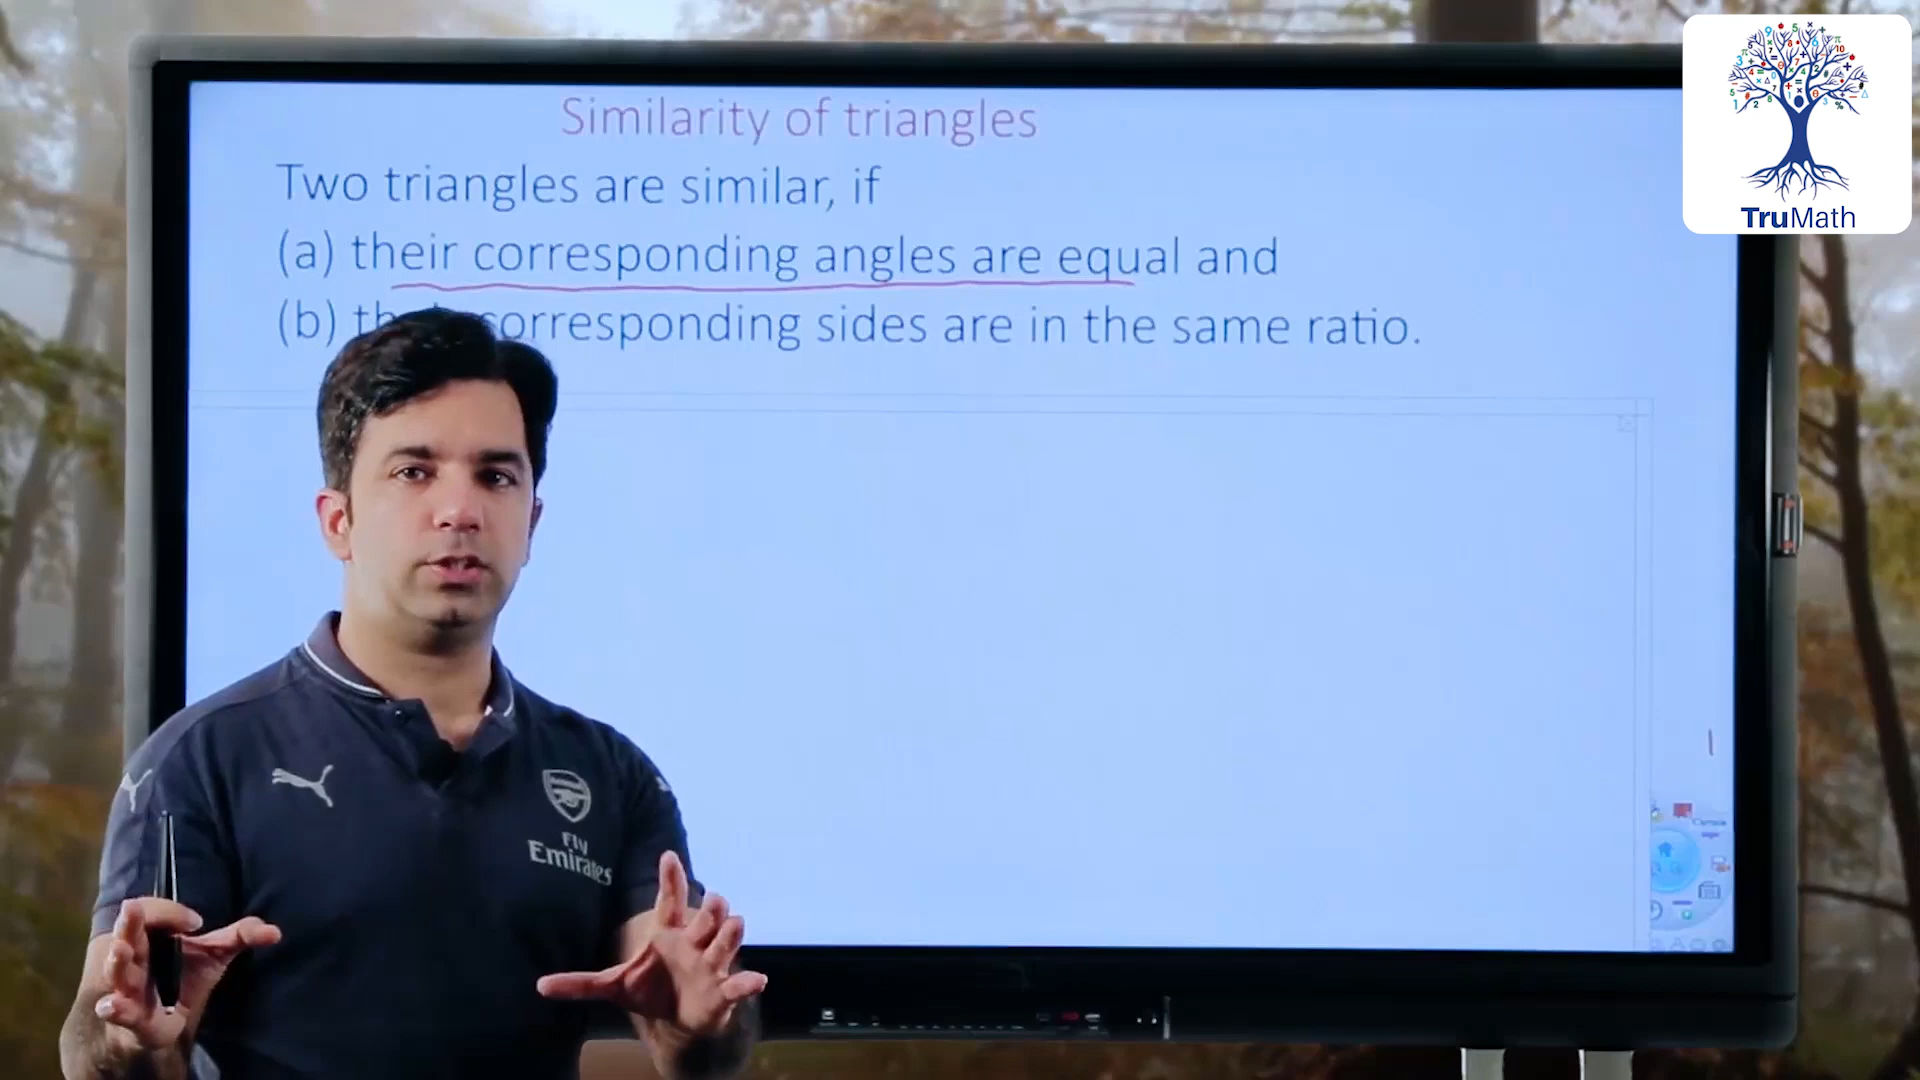 Similarity of triangles
Two triangles are similar, if
(a) their corresponding angles are equal and
(b) their corresponding sides are in the same ratio.
TruMath
Fly
Emirates